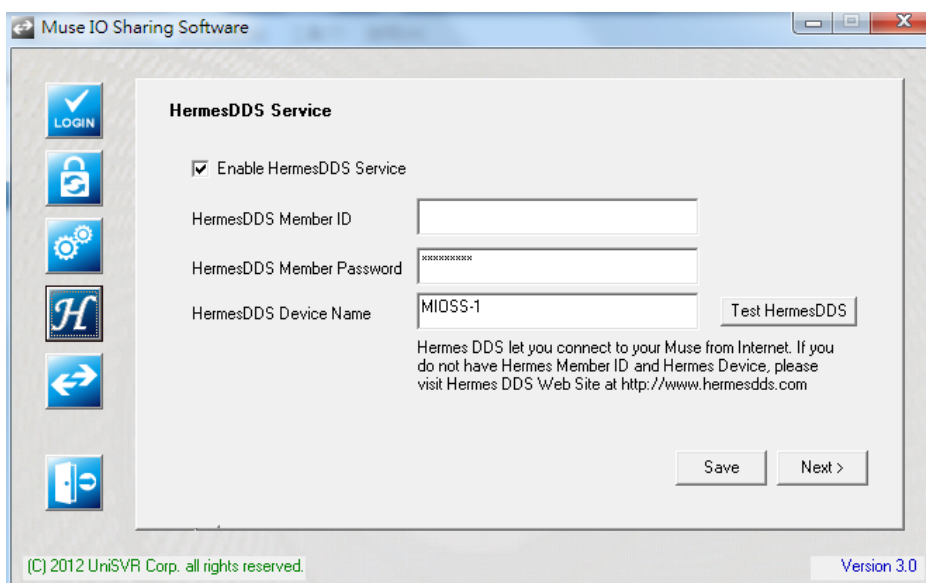 Muse IO Sharing Software
LOGIN
HermesDDS Service
Enable HermesDDS Service
HermesDDS Member ID
HermesDDS Member Password
*********
HermesDDS Device Name
MIOSS-1
Test HermesDDS
Hermes DDS let you connect to your Muse from Internet. If you
do not have Hermes Member ID and Hermes Device, please
visit Hermes DDS Web Site at http://www.hermesdds.com
H
Save
Next >
(C) 2012 UniSVR Corp. all rights reserved.
Version 3.0